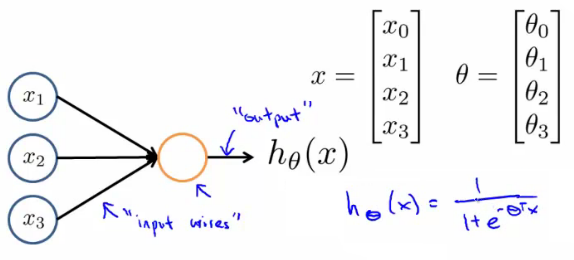 x = [x₀ x₁ x₂ x₃] θ = [θ₀ θ₁ θ₂ θ₃]
x₁
"output"
x₂
hθ(x)
x₃
"input wires"
hθ(x) = 1 / (1 + e^(-θᵀx))